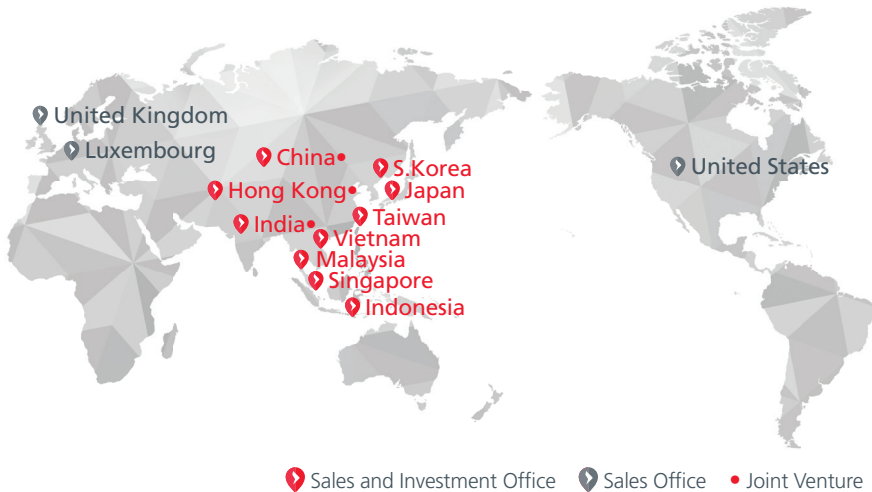 United Kingdom
Luxembourg
China
S.Korea
United States
Hong Kong
Japan
India
Taiwan
Vietnam
Malaysia
Singapore
Indonesia
Sales and Investment Office
Sales Office
Joint Venture